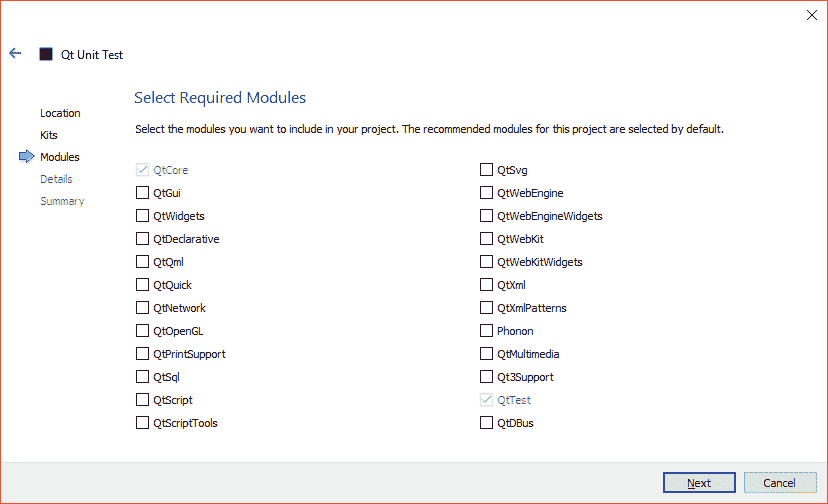 Qt Unit Test
Location
Kits
Modules
Details
Summary
Select Required Modules
Select the modules you want to include in your project. The recommended modules for this project are selected by default.
QtCore
QtGui
QtWidgets
QtDeclarative
QtQml
QtQuick
QtNetwork
QtOpenGL
QtPrintSupport
QtSql
QtScript
QtScriptTools
QtSvg
QtWebEngine
QtWebEngineWidgets
QtWebKit
QtWebKitWidgets
QtXml
QtXmlPatterns
Phonon
QtMultimedia
Qt3Support
QtTest
QtDBus
Next
Cancel